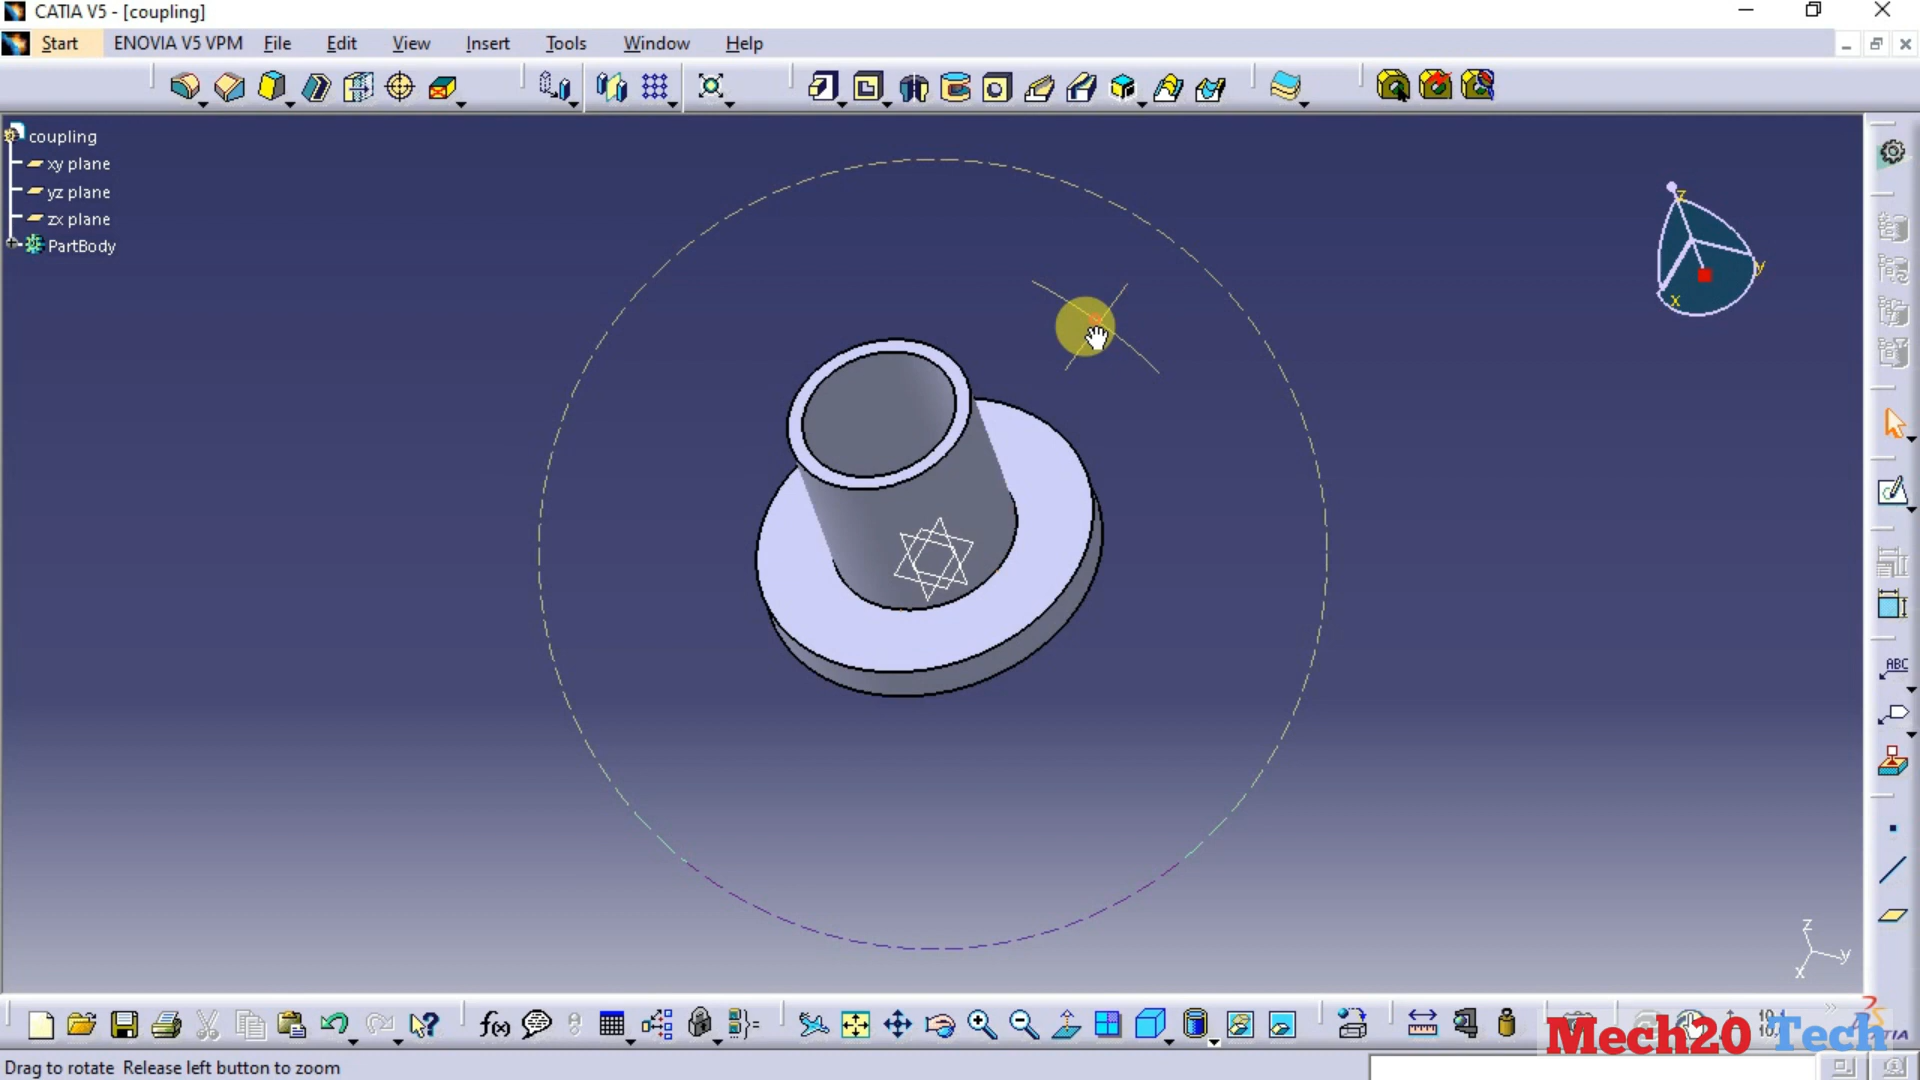 CATIA V5 - [coupling]
Start ENOVIA V5 VPM File Edit View Insert Tools Window Help
coupling
xy plane
yz plane
zx plane
PartBody
z
y
x
ABC
z
y
x
f(x)
Mech20 Tech
Drag to rotate Release left button to zoom